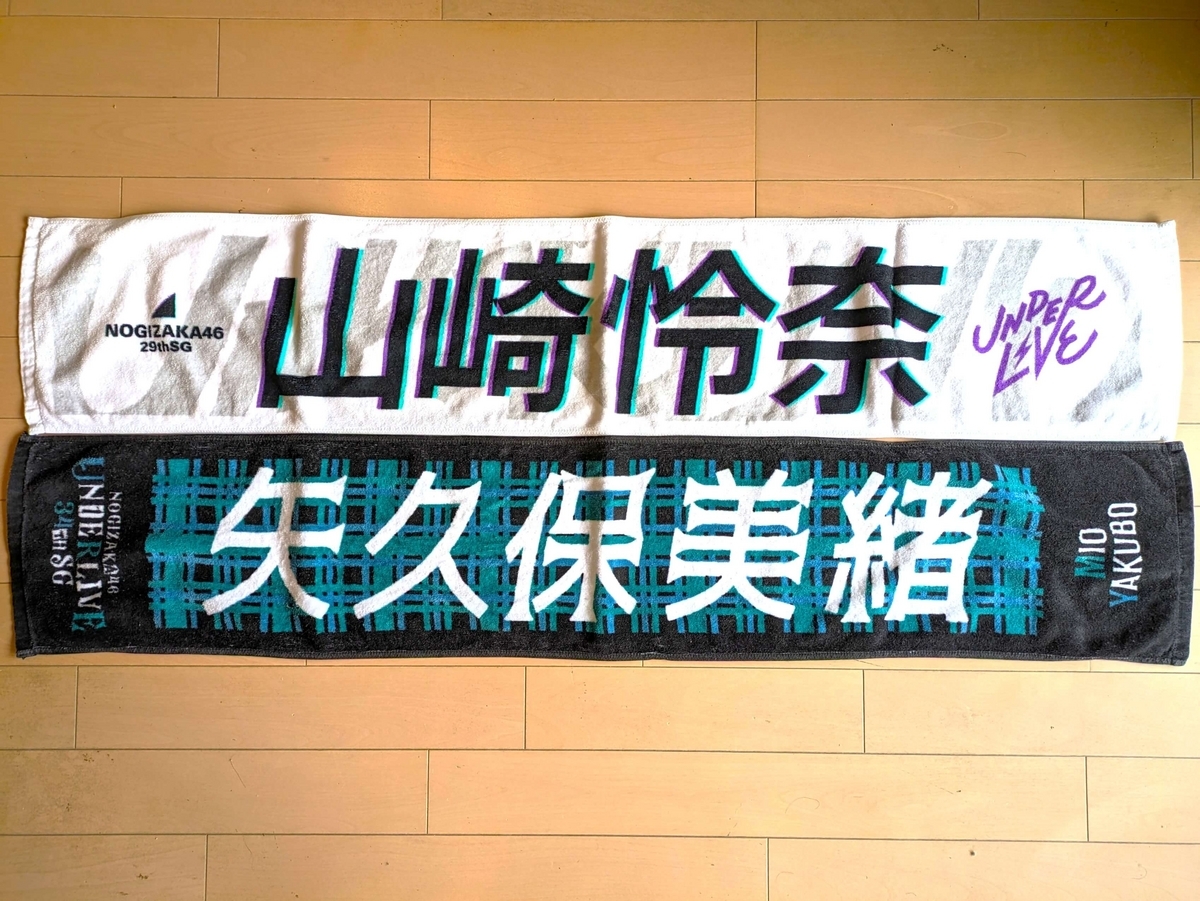 NOGIZAKA46
29thSG
山崎怜奈
UNDER
LIVE
NOGIZAKA46
UNDER LIVE
34TH SG
矢久保美緒
MIO
YAKUBO